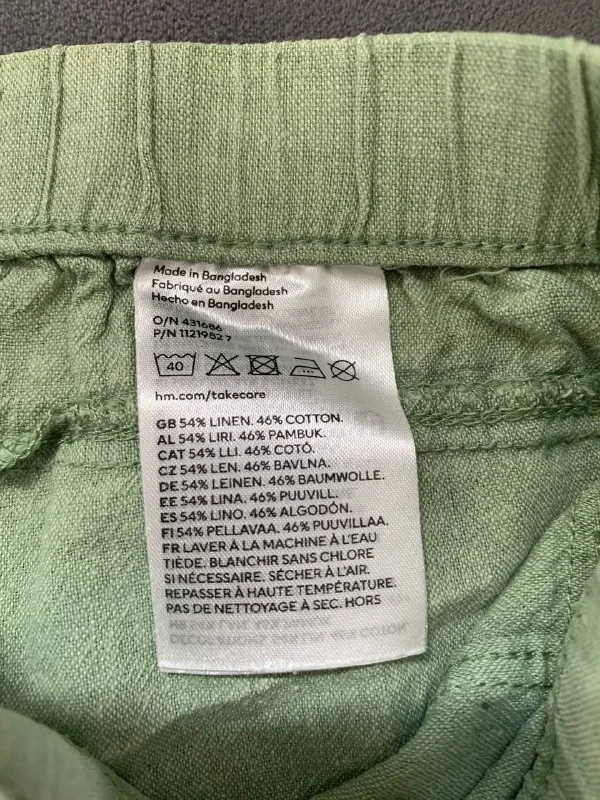 Made in Bangladesh
Fabriqué au Bangladesh
Hecho en Bangladesh
O/N 431686
P/N 1121982 7
40
hm.com/takecare
GB 54% LINEN. 46% COTTON.
AL 54% LIRI. 46% PAMBUK.
CAT 54% LLI. 46% COTÓ.
CZ 54% LEN. 46% BAVLNA.
DE 54% LEINEN. 46% BAUMWOLLE.
EE 54% LINA. 46% PUUVILL.
ES 54% LINO. 46% ALGODÓN.
FI 54% PELLAVAA. 46% PUUVILLAA.
FR LAVER À LA MACHINE À L'EAU
TIÈDE. BLANCHIR SANS CHLORE
SI NÉCESSAIRE. SÉCHER À L'AIR.
REPASSER À HAUTE TEMPÉRATURE.
PAS DE NETTOYAGE À SEC. HORS